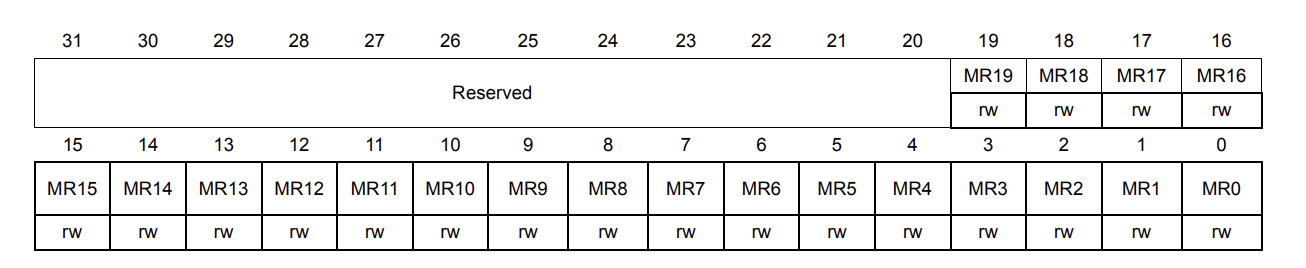 31 30 29 28 27 26 25 24 23 22 21 20 19 18 17 16
Reserved MR19 MR18 MR17 MR16
rw rw rw rw
15 14 13 12 11 10 9 8 7 6 5 4 3 2 1 0
MR15 MR14 MR13 MR12 MR11 MR10 MR9 MR8 MR7 MR6 MR5 MR4 MR3 MR2 MR1 MR0
rw rw rw rw rw rw rw rw rw rw rw rw rw rw rw rw